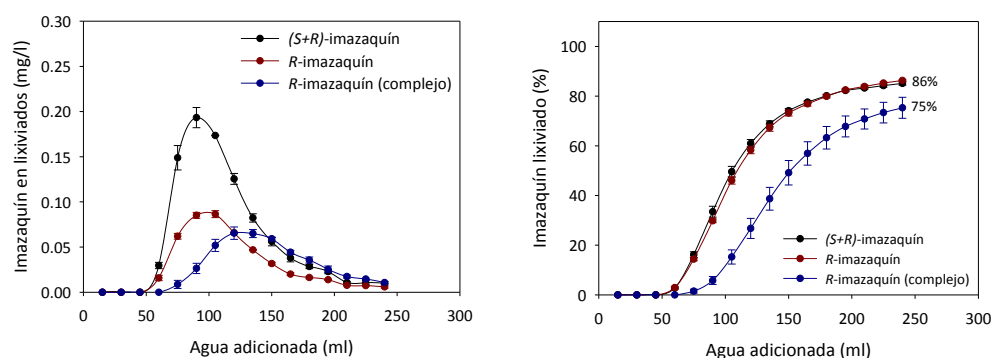 Imazaquín en lixiviados (mg/l)
0.30
0.25
0.20
0.15
0.10
0.05
0.00
0 50 100 150 200 250 300
Agua adicionada (ml)
(S+R)-imazaquín
R-imazaquín
R-imazaquín (complejo)
Imazaquín lixiviado (%)
100
80
60
40
20
0
0 50 100 150 200 250 300
Agua adicionada (ml)
86%
75%
(S+R)-imazaquín
R-imazaquín
R-imazaquín (complejo)